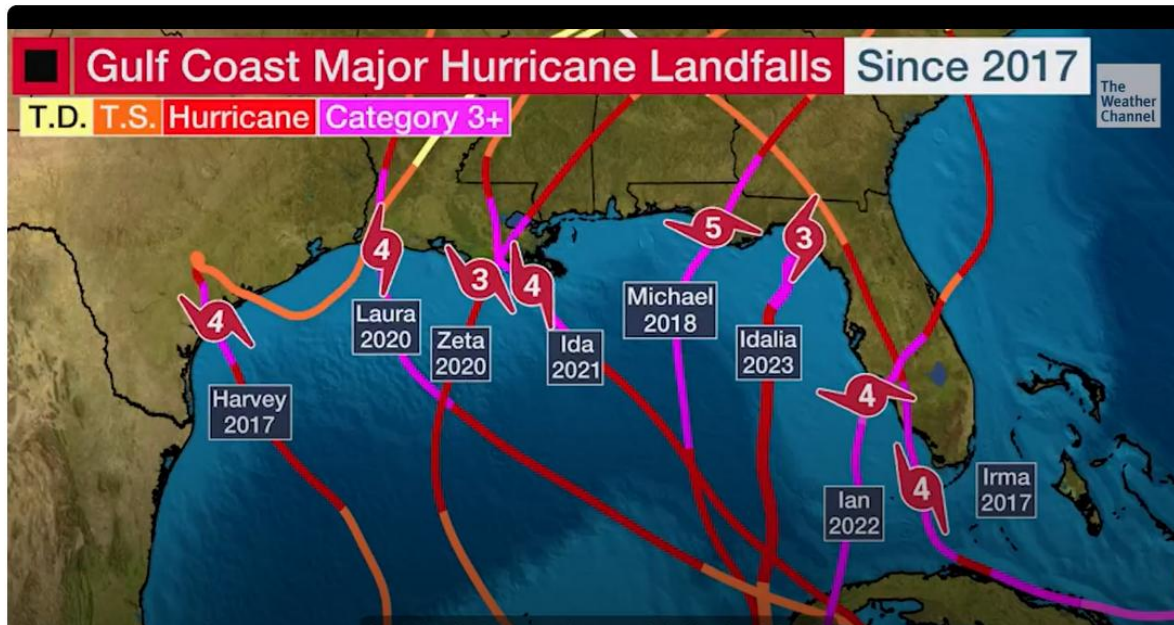 Gulf Coast Major Hurricane Landfalls Since 2017
The
Weather
Channel
T.D. T.S. Hurricane Category 3+
4
Harvey
2017
4
Laura
2020
3
Zeta
2020
4
Ida
2021
5
Michael
2018
3
Idalia
2023
4
Ian
2022
4
Irma
2017